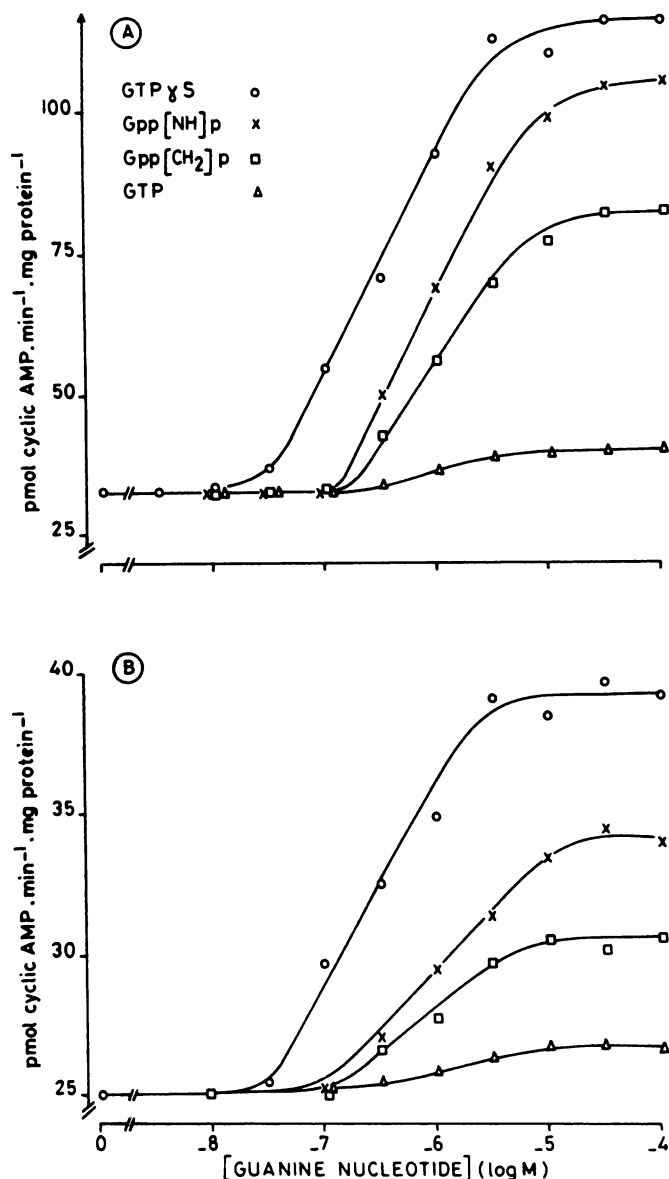 A
GTPγS o
Gpp[NH]p x
Gpp[CH₂]p □
GTP △
100
75
50
25
pmol cyclic AMP.min⁻¹.mg protein⁻¹
B
40
35
30
25
pmol cyclic AMP.min⁻¹.mg protein⁻¹
0 -8 -7 -6 -5 -4
[GUANINE NUCLEOTIDE](logM)